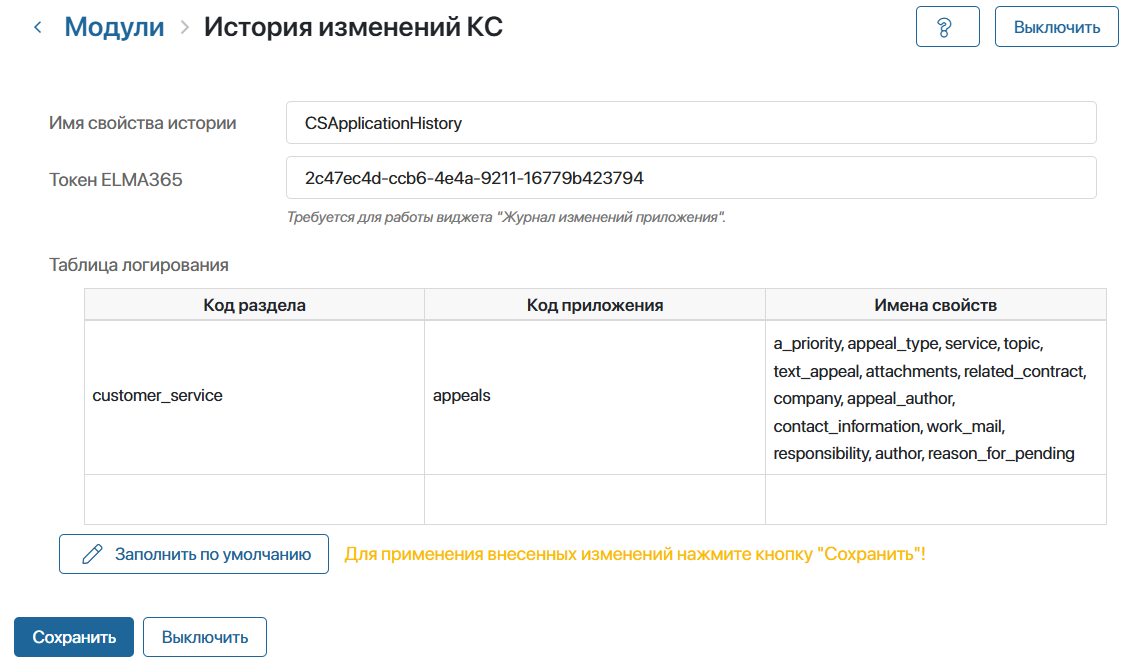 Модули > История изменений КС
Выключить
Имя свойства истории
CSApplicationHistory
Токен ELMA365
2c47ec4d-ccb6-4e4a-9211-16779b423794
Требуется для работы виджета "Журнал изменений приложения".
Таблица логирования
Код раздела Код приложения Имена свойств
a_priority, appeal_type, service, topic,
text_appeal, attachments, related_contract,
customer_service appeals company, appeal_author,
contact_information, work_mail,
responsibility, author, reason_for_pending
Заполнить по умолчанию Для применения внесенных изменений нажмите кнопку "Сохранить"!
Сохранить Выключить